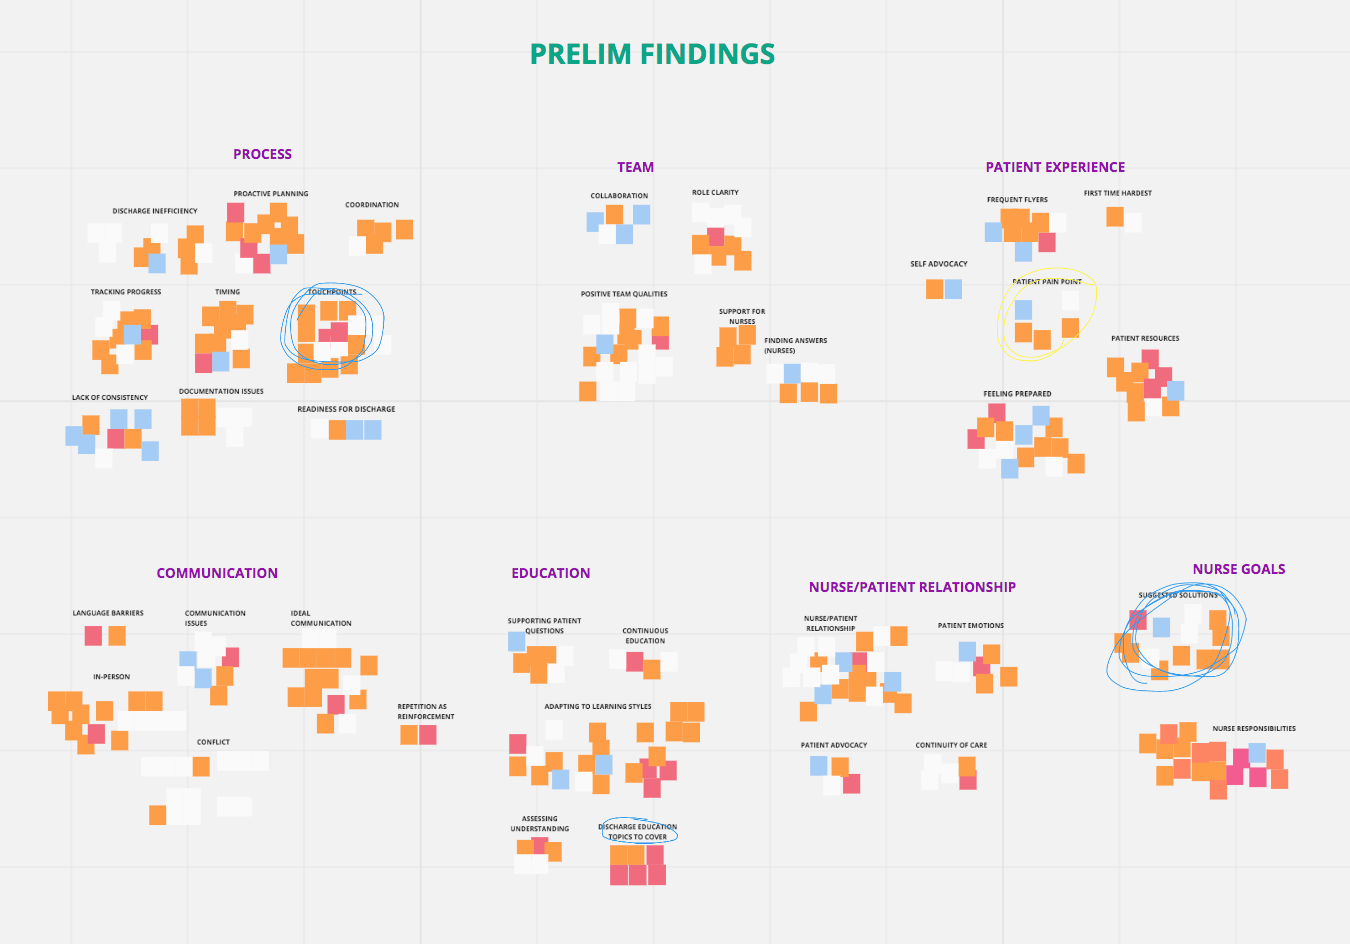 PRELIM FINDINGS
PROCESS
DISCHARGE INEFFICIENCY
PROACTIVE PLANNING
COORDINATION
TRACKING PROGRESS
TIMING
TOUCHPOINTS
LACK OF CONSISTENCY
DOCUMENTATION ISSUES
READINESS FOR DISCHARGE
TEAM
COLLABORATION
ROLE CLARITY
POSITIVE TEAM QUALITIES
SUPPORT FOR
NURSES
FINDING ANSWERS
(NURSES)
PATIENT EXPERIENCE
FREQUENT FLYERS
FIRST TIME HARDEST
SELF ADVOCACY
PATIENT PAIN POINT
PATIENT RESOURCES
FEELING PREPARED
COMMUNICATION
LANGUAGE BARRIERS
COMMUNICATION
ISSUES
IDEAL
COMMUNICATION
IN-PERSON
REPETITION AS
REINFORCEMENT
CONFLICT
EDUCATION
SUPPORTING PATIENT
QUESTIONS
CONTINUOUS
EDUCATION
ADAPTING TO LEARNING STYLES
ASSESSING
UNDERSTANDING
DISCHARGE EDUCATION
TOPICS TO COVER
NURSE/PATIENT RELATIONSHIP
NURSE/PATIENT
RELATIONSHIP
PATIENT EMOTIONS
PATIENT ADVOCACY
CONTINUITY OF CARE
NURSE GOALS
SUGGESTED SOLUTIONS
NURSE RESPONSIBILITIES